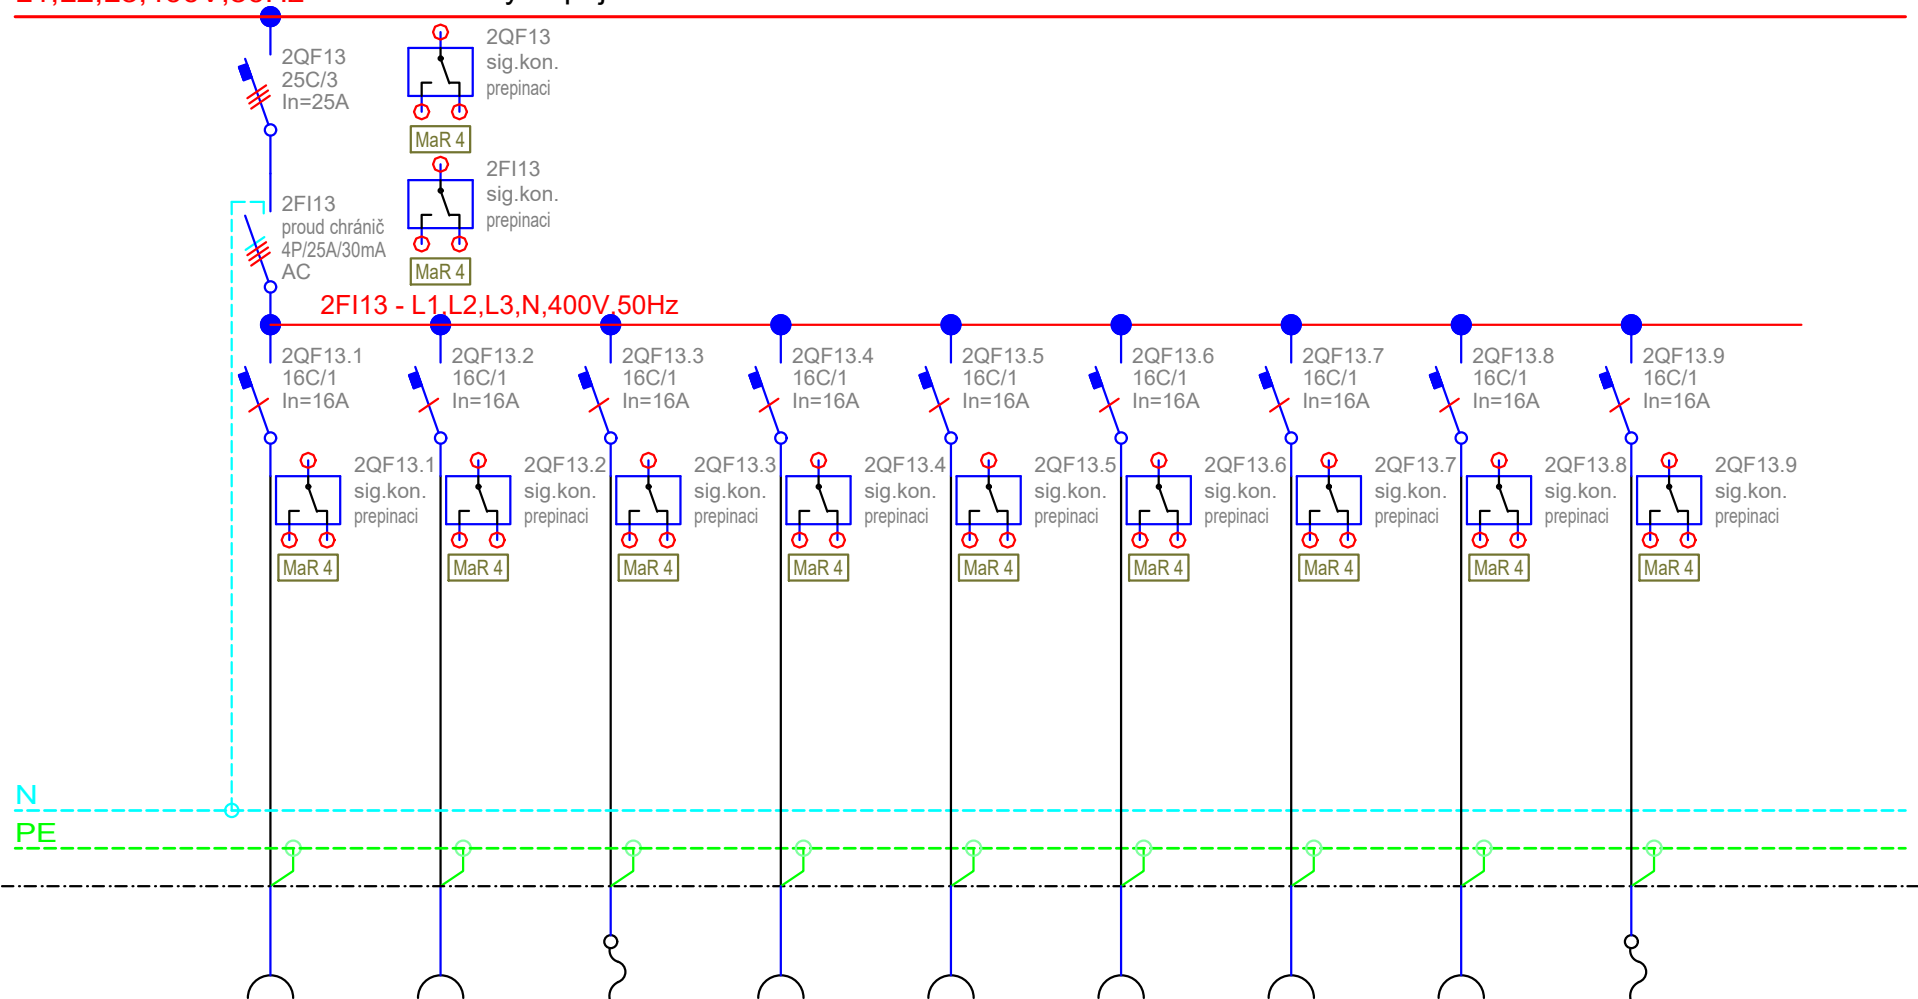 2QF13
25C/3
In=25A
2QF13
sig.kon.
prepinaci
MaR 4
2FI13
proud chránič
4P/25A/30mA
AC
2FI13
sig.kon.
prepinaci
MaR 4
2FI13 - L1,L2,L3,N,400V,50Hz
2QF13.1
16C/1
In=16A
2QF13.2
16C/1
In=16A
2QF13.3
16C/1
In=16A
2QF13.4
16C/1
In=16A
2QF13.5
16C/1
In=16A
2QF13.6
16C/1
In=16A
2QF13.7
16C/1
In=16A
2QF13.8
16C/1
In=16A
2QF13.9
16C/1
In=16A
2QF13.1
sig.kon.
prepinaci
MaR 4
2QF13.2
sig.kon.
prepinaci
MaR 4
2QF13.3
sig.kon.
prepinaci
MaR 4
2QF13.4
sig.kon.
prepinaci
MaR 4
2QF13.5
sig.kon.
prepinaci
MaR 4
2QF13.6
sig.kon.
prepinaci
MaR 4
2QF13.7
sig.kon.
prepinaci
MaR 4
2QF13.8
sig.kon.
prepinaci
MaR 4
2QF13.9
sig.kon.
prepinaci
MaR 4
N
PE